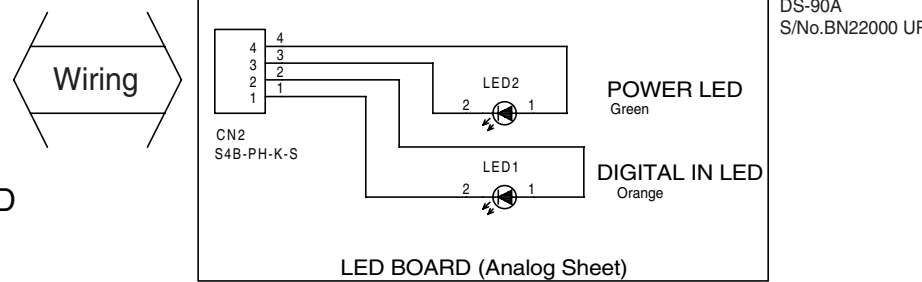 DS-90A
S/No.BN22000
Wiring
4 4
3 3
2 2
1 1
CN2
S4B-PH-K-S
LED2
2 1
POWER LED
Green
LED1
2 1
DIGITAL IN LED
Orange
LED BOARD (Analog Sheet)